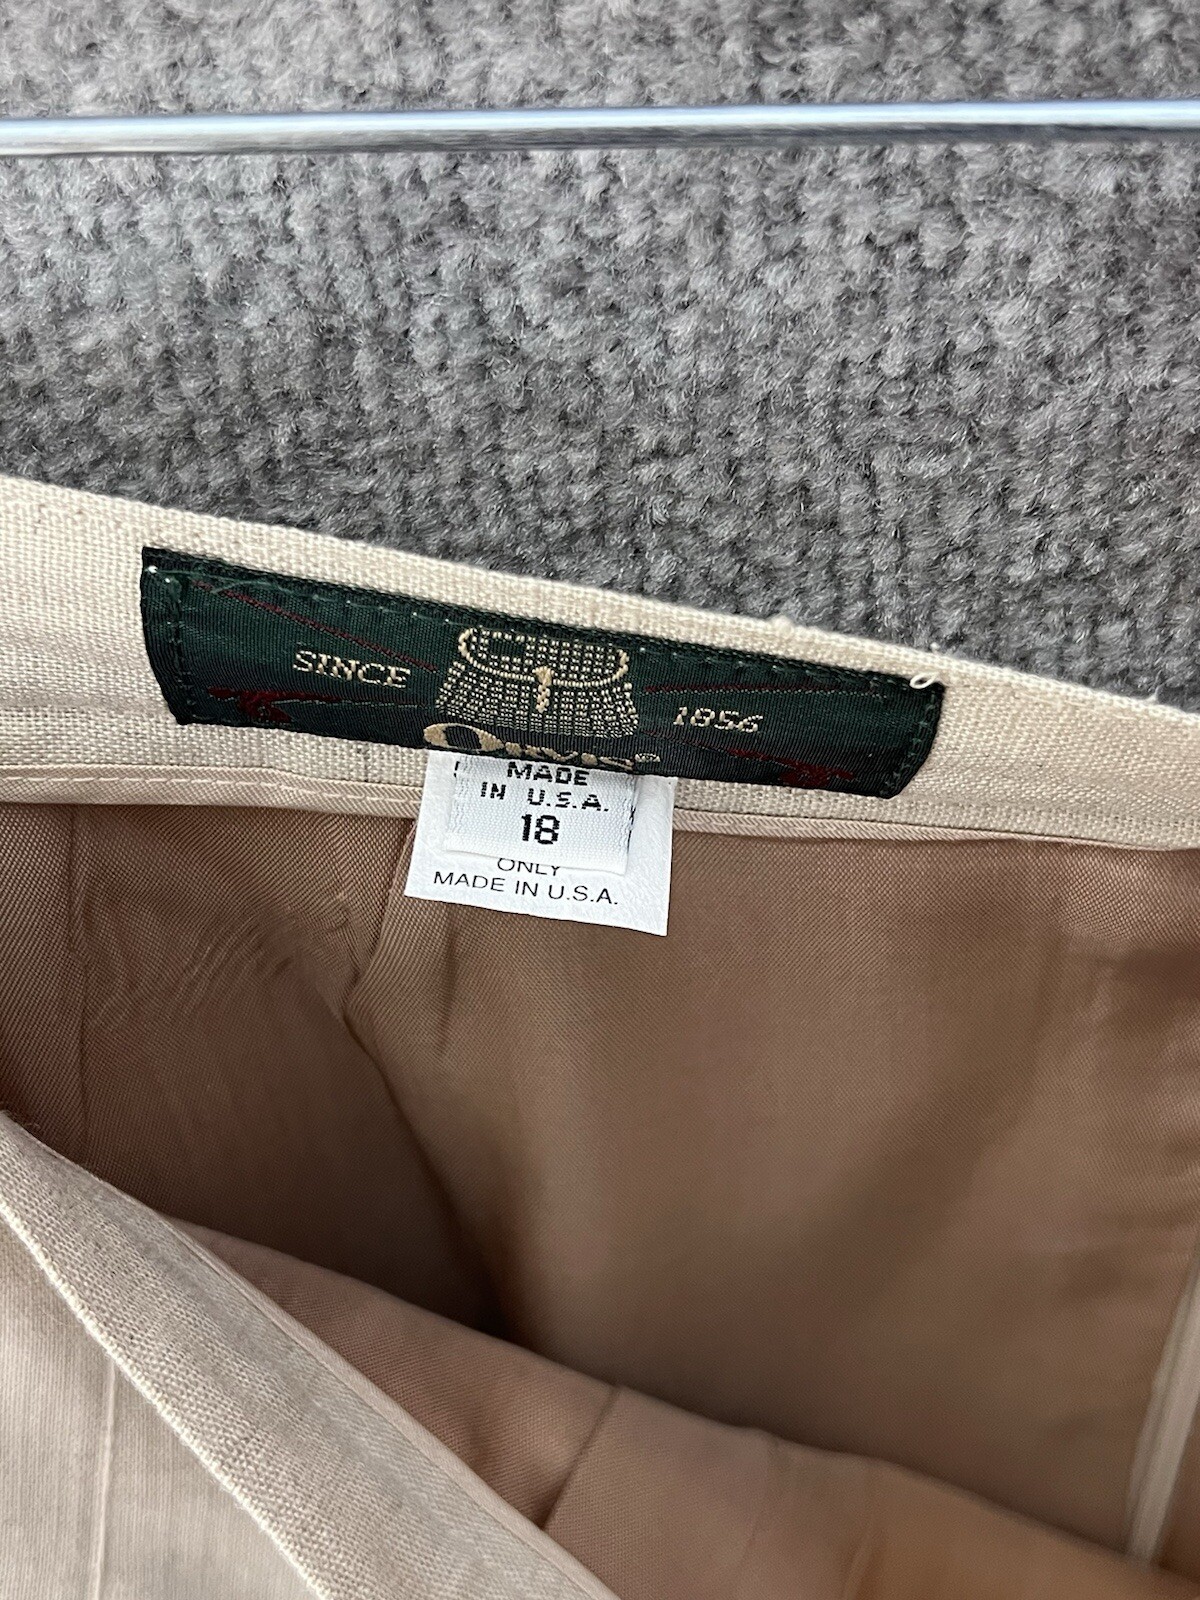 SINCE 1856
ORVIS
MADE
IN U.S.A.
18
ONLY
MADE IN U.S.A.